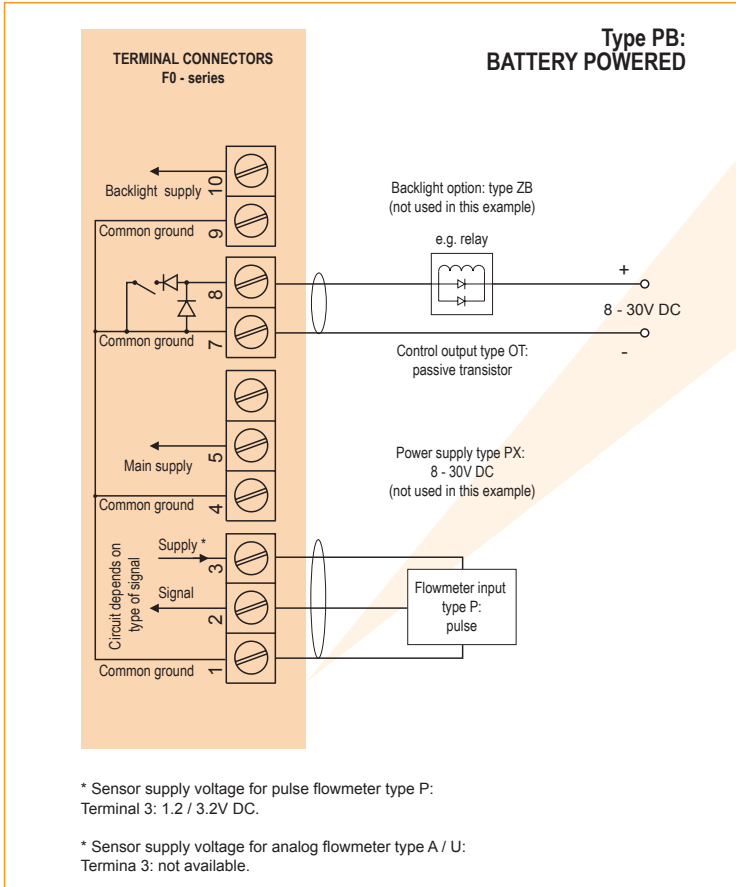 Type PB:
BATTERY POWERED
TERMINAL CONNECTORS
F0 - series
10
Backlight supply
9
Common ground
8
7
Common ground
5
Main supply
4
Common ground
Circuit depends on
type of signal
Supply *
3
Signal
2
1
Common ground
Backlight option: type ZB
(not used in this example)
e.g. relay
+
8 - 30V DC
-
Control output type OT:
passive transistor
Power supply type PX:
8 - 30V DC
(not used in this example)
Flowmeter input
type P:
pulse
* Sensor supply voltage for pulse flowmeter type P:
Terminal 3: 1.2 / 3.2V DC.
* Sensor supply voltage for analog flowmeter type A / U:
Termina 3: not available.